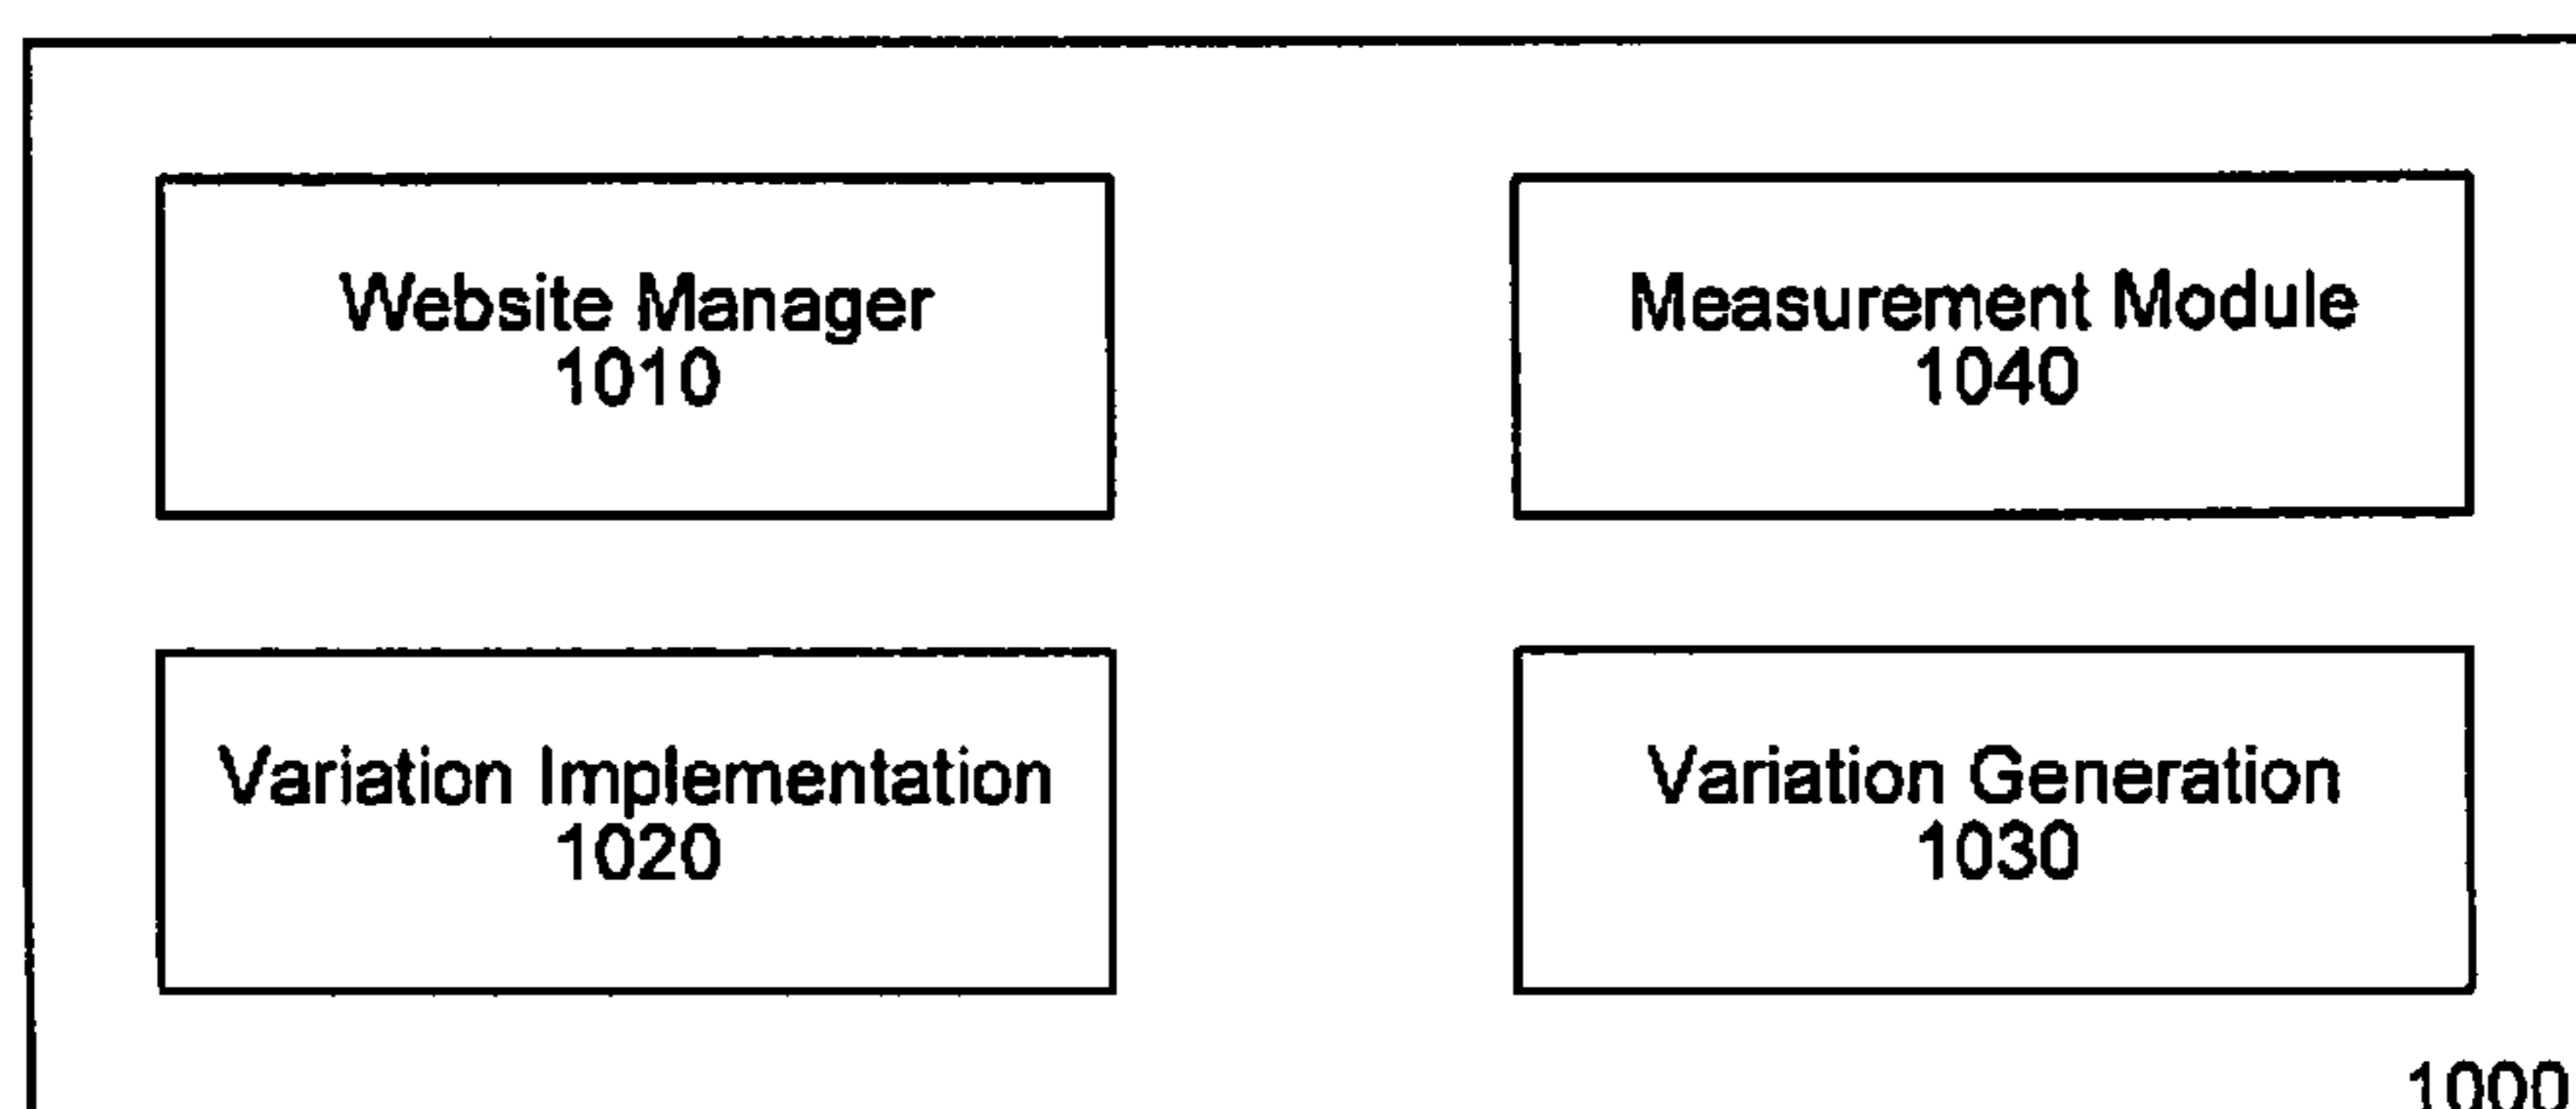 Website Manager
1010
Measurement Module
1040
Variation Implementation
1020
Variation Generation
1030
1000